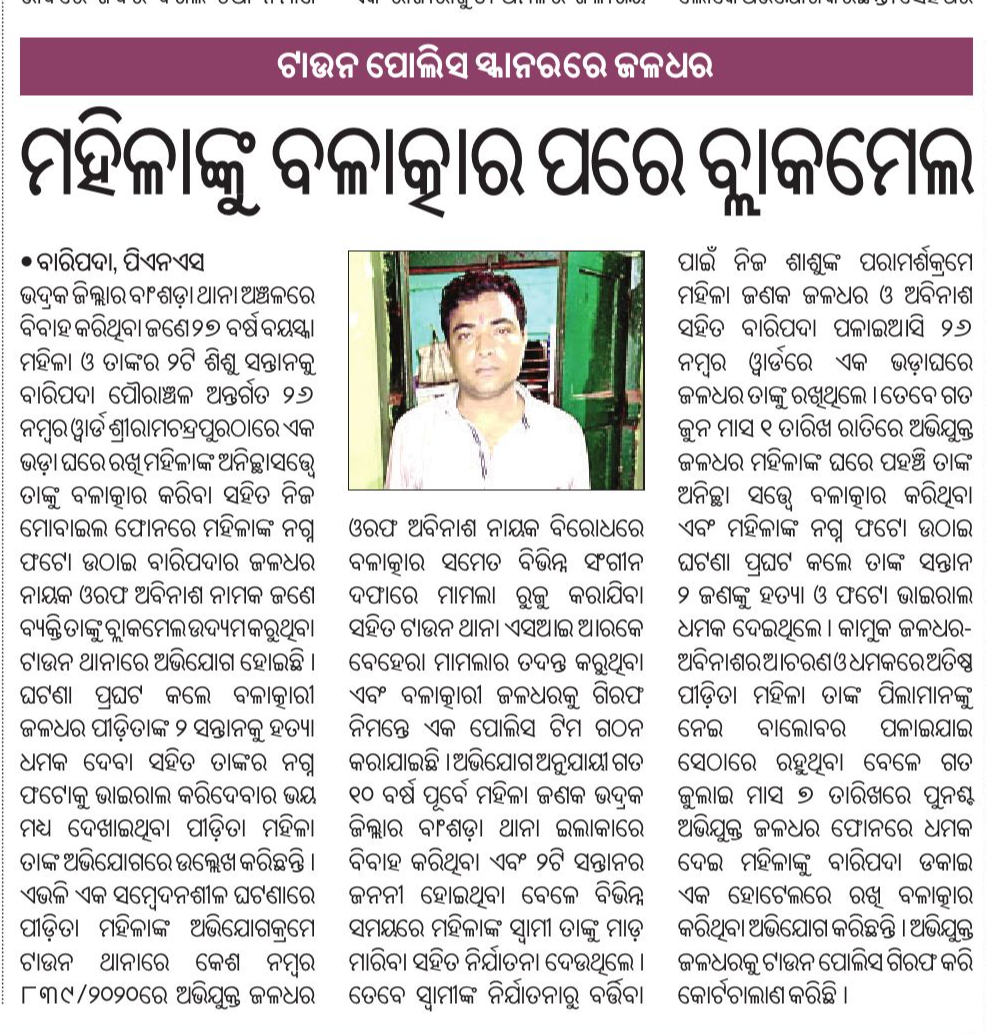 ଟାଉନ ପୋଲିସ ସ୍କାନରରେ ଜଳଧର
ମହିଳାଙ୍କୁ ବଳାତ୍କାର ପରେ ବ୍ଲାକମେଲ
• ବାରିପଦା, ପିଏନଏସ
ଭଦ୍ରକ ଜିଲ୍ଲାର ବାଂଶଡ଼ା ଥାନା ଅଞ୍ଚଳରେ
ବିବାହ କରିଥିବା ଜଣେ ୨୭ ବର୍ଷ ବୟସ୍କା
ମହିଳା ଓ ତାଙ୍କର ୨ଟି ଶିଶୁ ସନ୍ତାନକୁ
ବାରିପଦା ପୌରାଞ୍ଚଳ ଅନ୍ତର୍ଗତ ୨୬
ନମ୍ବର ୱାର୍ଡ ଶ୍ରୀରାମଚନ୍ଦ୍ରପୁରଠାରେ ଏକ
ଭଡ଼ା ଘରେ ରଖି ମହିଳାଙ୍କ ଅନିଚ୍ଛାସତ୍ତ୍ୱେ
ତାଙ୍କୁ ବଳାତ୍କାର କରିବା ସହିତ ନିଜ
ମୋବାଇଲ ଫୋନରେ ମହିଳାଙ୍କ ନଗ୍ନ
ଫଟୋ ଉଠାଇ ବାରିପଦାର ଜଳଧର
ନାୟକ ଓରଫ ଅବିନାଶ ନାମକ ଜଣେ
ବ୍ୟକ୍ତି ତାଙ୍କୁ ବ୍ଲାକମେଲ ଉଦ୍ୟମ କରୁଥିବା
ଟାଉନ ଥାନାରେ ଅଭିଯୋଗ ହୋଇଛି ।
ଘଟଣା ପ୍ରଘଟ କଲେ ବଳାତ୍କାରୀ
ଜଳଧର ପୀଡ଼ିତାଙ୍କ ୨ ସନ୍ତାନକୁ ହତ୍ୟା
ଧମକ ଦେବା ସହିତ ତାଙ୍କର ନଗ୍ନ
ଫଟୋକୁ ଭାଇରାଲ କରିଦେବାର ଭୟ
ମଧ୍ୟ ଦେଖାଇଥିବା ପୀଡ଼ିତା ମହିଳା
ତାଙ୍କ ଅଭିଯୋଗରେ ଉଲ୍ଲେଖ କରିଛନ୍ତି ।
ଏଭଳି ଏକ ସମ୍ବେଦନଶୀଳ ଘଟଣାରେ
ପୀଡ଼ିତା ମହିଳାଙ୍କ ଅଭିଯୋଗକ୍ରମେ
ଟାଉନ ଥାନାରେ କେଶ ନମ୍ବର
୮୩୯/୨୦୨୦ରେ ଅଭିଯୁକ୍ତ ଜଳଧର
ଓରଫ ଅବିନାଶ ନାୟକ ବିରୋଧରେ
ବଳାତ୍କାର ସମେତ ବିଭିନ୍ନ ସଂଗୀନ
ଦଫାରେ ମାମଲା ରୁଜୁ କରାଯିବା
ସହିତ ଟାଉନ ଥାନା ଏସଆଇ ଆରକେ
ବେହେରା ମାମଲାର ତଦନ୍ତ କରୁଥିବା
ଏବଂ ବଳାତ୍କାରୀ ଜଳଧରକୁ ଗିରଫ
ନିମନ୍ତେ ଏକ ପୋଲିସ ଟିମ ଗଠନ
କରାଯାଇଛି । ଅଭିଯୋଗ ଅନୁଯାୟୀ ଗତ
୧୦ ବର୍ଷ ପୂର୍ବେ ମହିଳା ଜଣକ ଭଦ୍ରକ
ଜିଲ୍ଲାର ବାଂଶଡ଼ା ଥାନା ଇଲାକାରେ
ବିବାହ କରିଥିବା ଏବଂ ୨ଟି ସନ୍ତାନର
ଜନନୀ ହୋଇଥିବା ବେଳେ ବିଭିନ୍ନ
ସମୟରେ ମହିଳାଙ୍କ ସ୍ୱାମୀ ତାଙ୍କୁ ମାଡ଼
ମାରିବା ସହିତ ନିର୍ଯାତନା ଦେଉଥିଲେ ।
ତେବେ ସ୍ୱାମୀଙ୍କ ନିର୍ଯାତନାରୁ ବର୍ତ୍ତିବା
ପାଇଁ ନିଜ ଶାଶୁଙ୍କ ପରାମର୍ଶକ୍ରମେ
ମହିଳା ଜଣକ ଜଳଧର ଓ ଅବିନାଶ
ସହିତ ବାରିପଦା ପଳାଇଆସି ୨୬
ନମ୍ବର ୱାର୍ଡରେ ଏକ ଭଡ଼ାଘରେ
ଜଳଧର ତାଙ୍କୁ ରଖିଥିଲେ । ତେବେ ଗତ
ଜୁନ ମାସ ୧ ତାରିଖ ରାତିରେ ଅଭିଯୁକ୍ତ
ଜଳଧର ମହିଳାଙ୍କ ଘରେ ପହଞ୍ଚି ତାଙ୍କ
ଅନିଚ୍ଛା ସତ୍ତ୍ୱେ ବଳାତ୍କାର କରିଥିବା
ଏବଂ ମହିଳାଙ୍କ ନଗ୍ନ ଫଟୋ ଉଠାଇ
ଘଟଣା ପ୍ରଘଟ କଲେ ତାଙ୍କ ସନ୍ତାନ
୨ ଜଣଙ୍କୁ ହତ୍ୟା ଓ ଫଟୋ ଭାଇରାଲ
ଧମକ ଦେଇଥିଲେ । କାମୁକ ଜଳଧର-
ଅବିନାଶର ଆଚରଣ ଓ ଧମକରେ ଅତିଷ୍ଠ
ପୀଡ଼ିତା ମହିଳା ତାଙ୍କ ପିଲାମାନଙ୍କୁ
ନେଇ ବାଲୋବର ପଳାଇଯାଇ
ସେଠାରେ ରହୁଥିବା ବେଳେ ଗତ
ଜୁଲାଇ ମାସ ୭ ତାରିଖରେ ପୁନଶ୍ଚ
ଅଭିଯୁକ୍ତ ଜଳଧର ଫୋନରେ ଧମକ
ଦେଇ ମହିଳାଙ୍କୁ ବାରିପଦା ଡକାଇ
ଏକ ହୋଟେଲରେ ରଖି ବଳାତ୍କାର
କରିଥିବା ଅଭିଯୋଗ କରିଛନ୍ତି । ଅଭିଯୁକ୍ତ
ଜଳଧରକୁ ଟାଉନ ପୋଲିସ ଗିରଫ କରି
କୋର୍ଟଚାଲାଣ କରିଛି ।